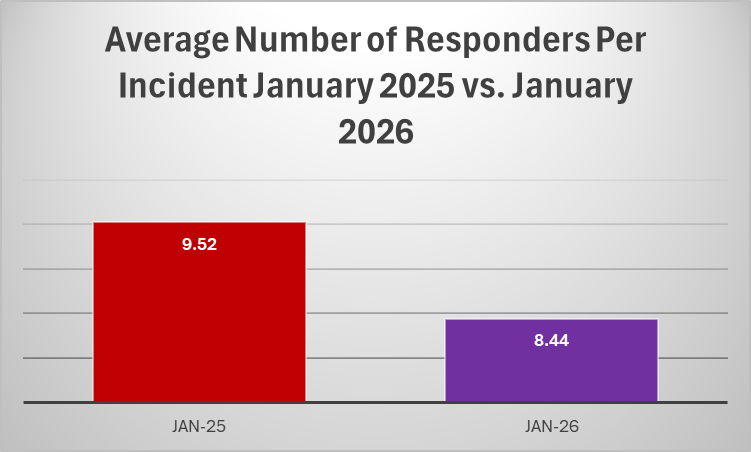 Average Number of Responders Per
Incident January 2025 vs. January
2026
9.52
8.44
JAN-25
JAN-26